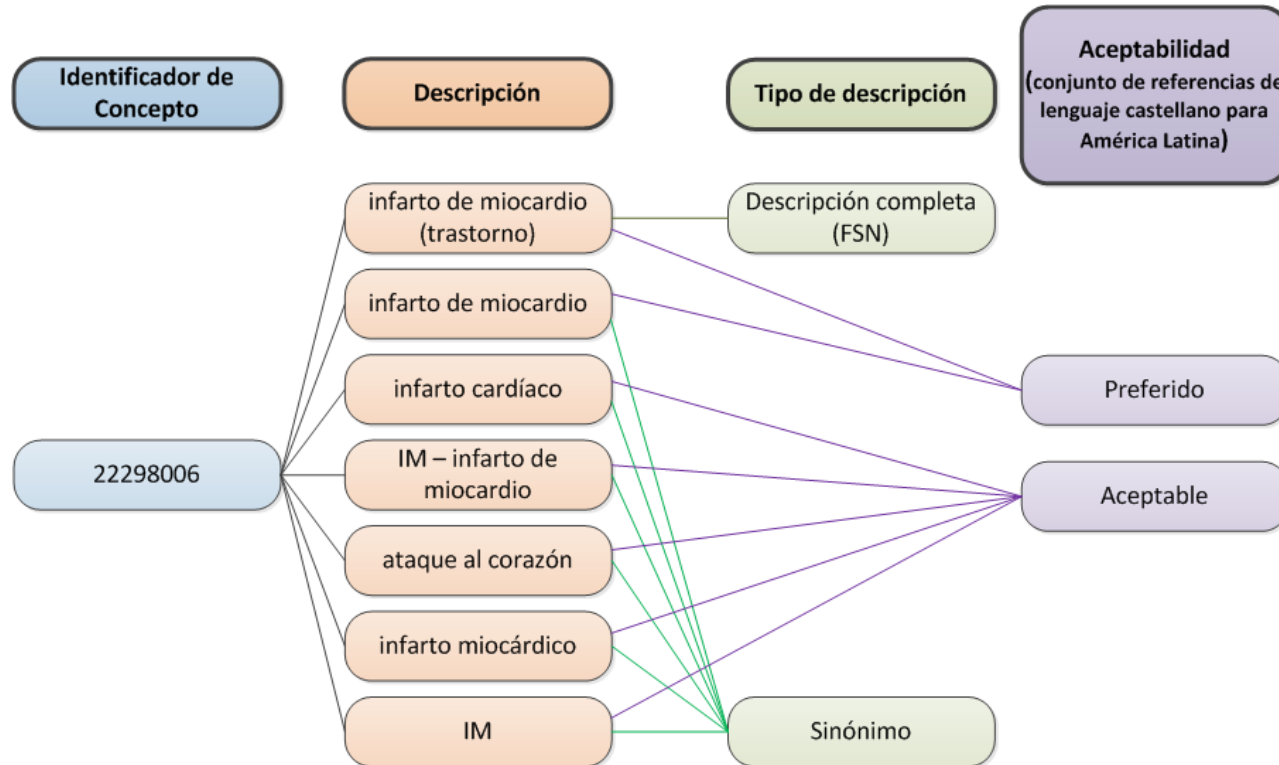 Identificador de
Concepto
Descripción
Tipo de descripción
Aceptabilidad
(conjunto de referencias de
lenguaje castellano para
América Latina)
infarto de miocardio
(trastorno)
Descripción completa
(FSN)
infarto de miocardio
infarto cardíaco
Preferido
22298006
IM – infarto de
miocardio
Aceptable
ataque al corazón
infarto miocárdico
IM
Sinónimo